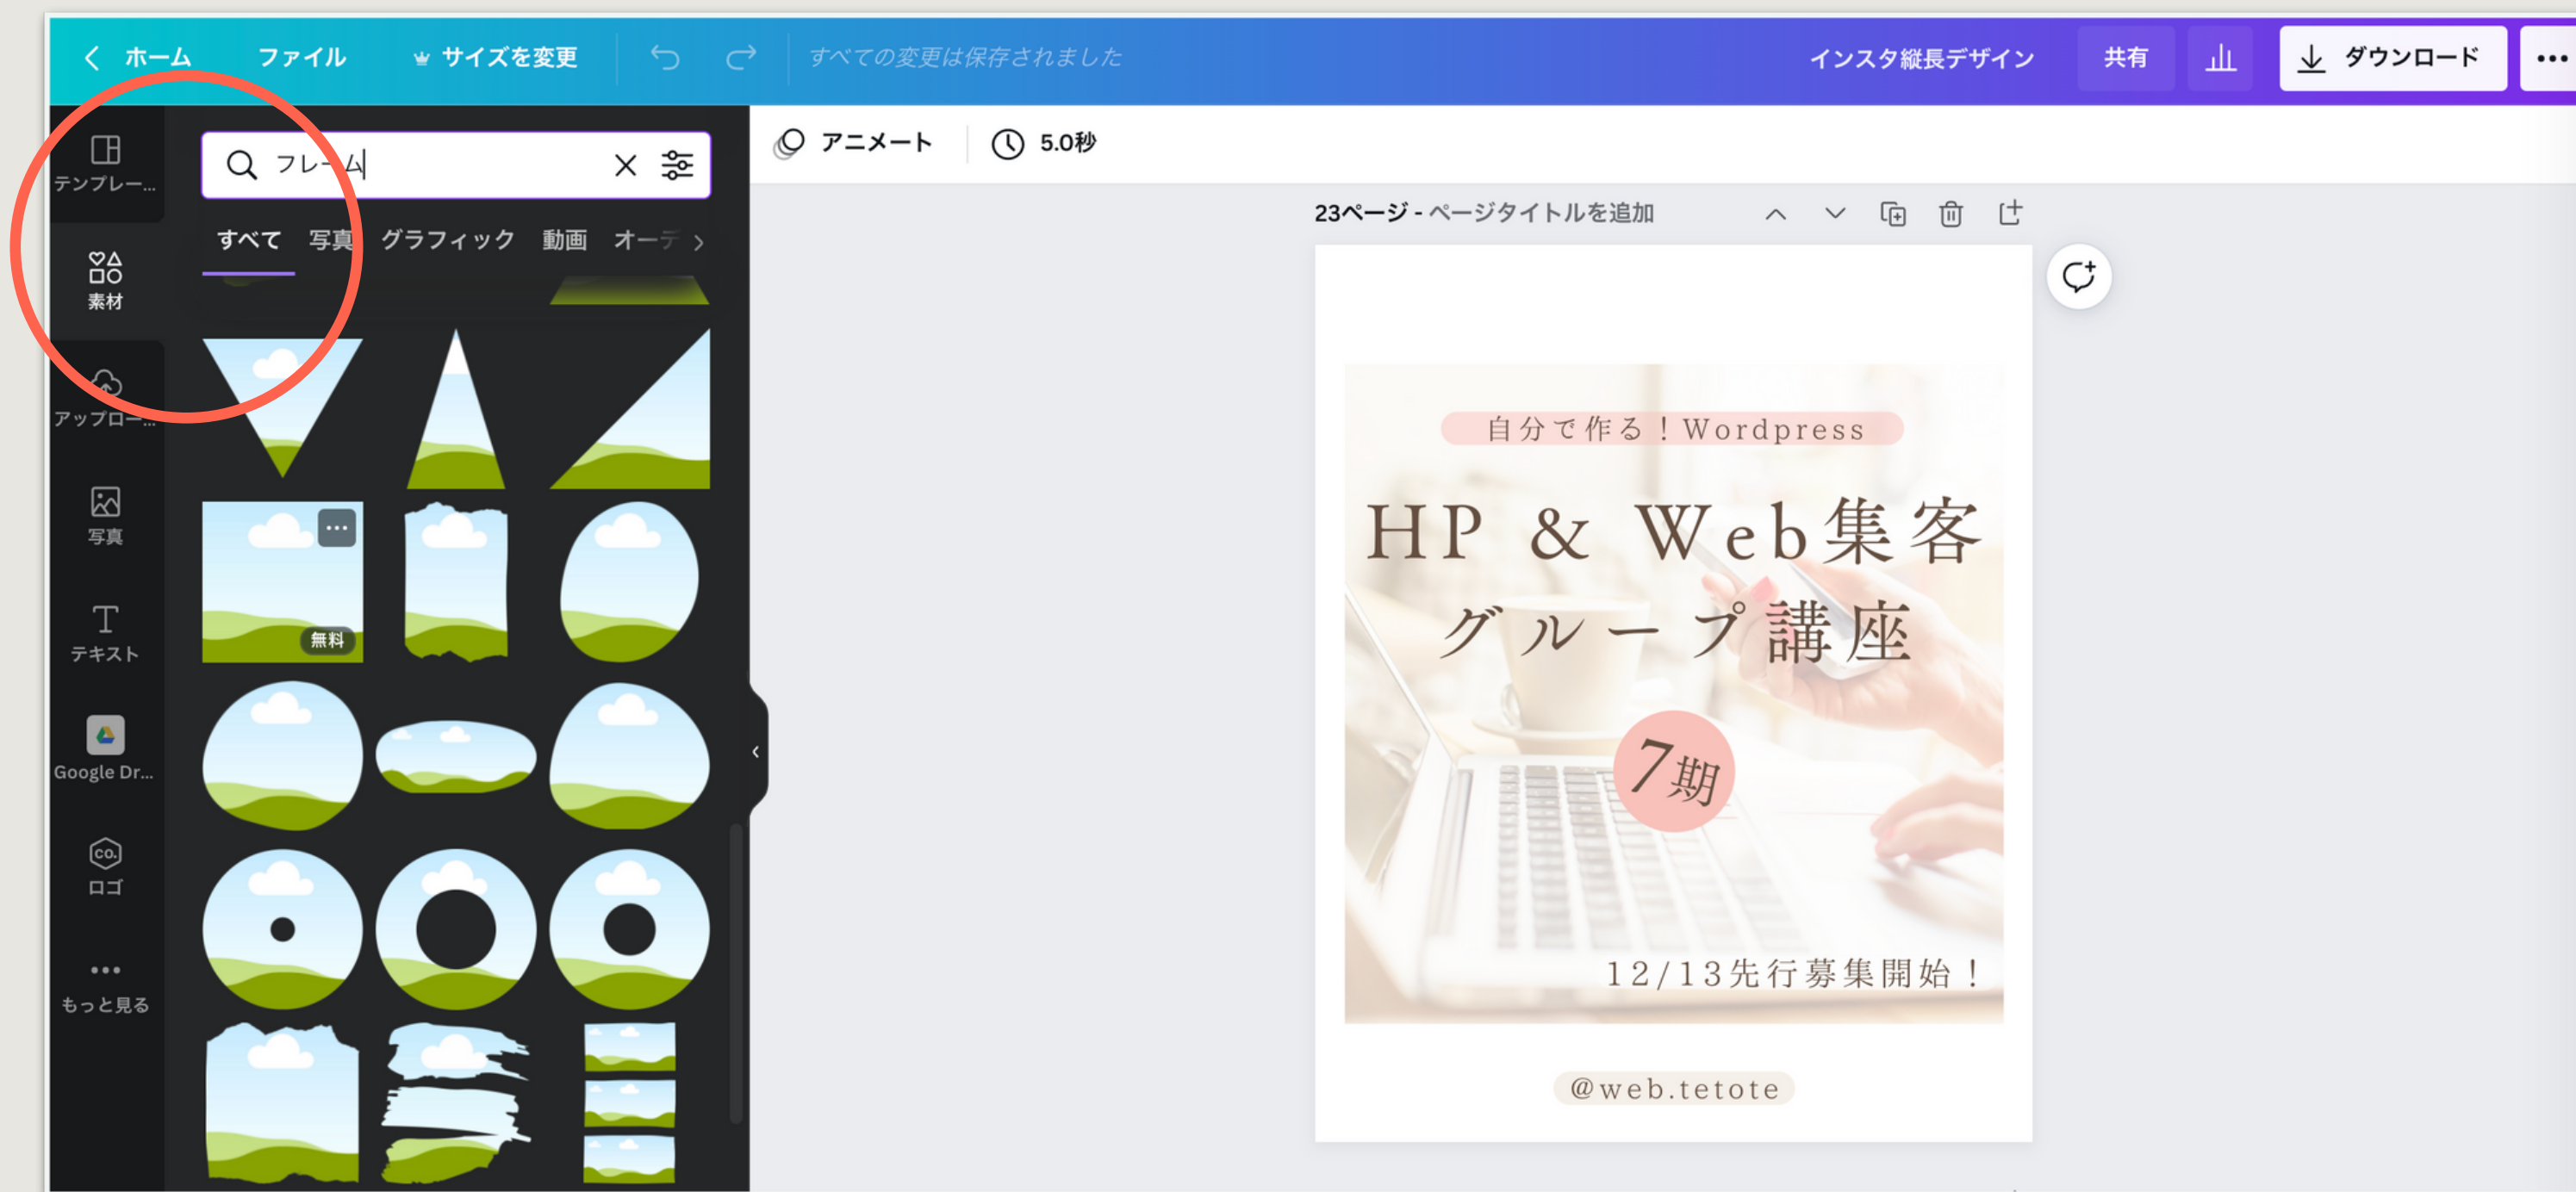 ホーム ファイル サイズを変更 すべての変更は保存されました インスタ縦長デザイン 共有 ダウンロード
テンプレー...
素材
アップロー...
写真
テキスト
Google Dr...
ロゴ
CO.
もっと見る
フレーム
すべて 写真 グラフィック 動画 オーデ
無料
アニメート 5.0秒
23ページ - ページタイトルを追加
自分で作る！Wordpress
HP & Web集客
グループ講座
7期
12/13先行募集開始！
@web.tetote